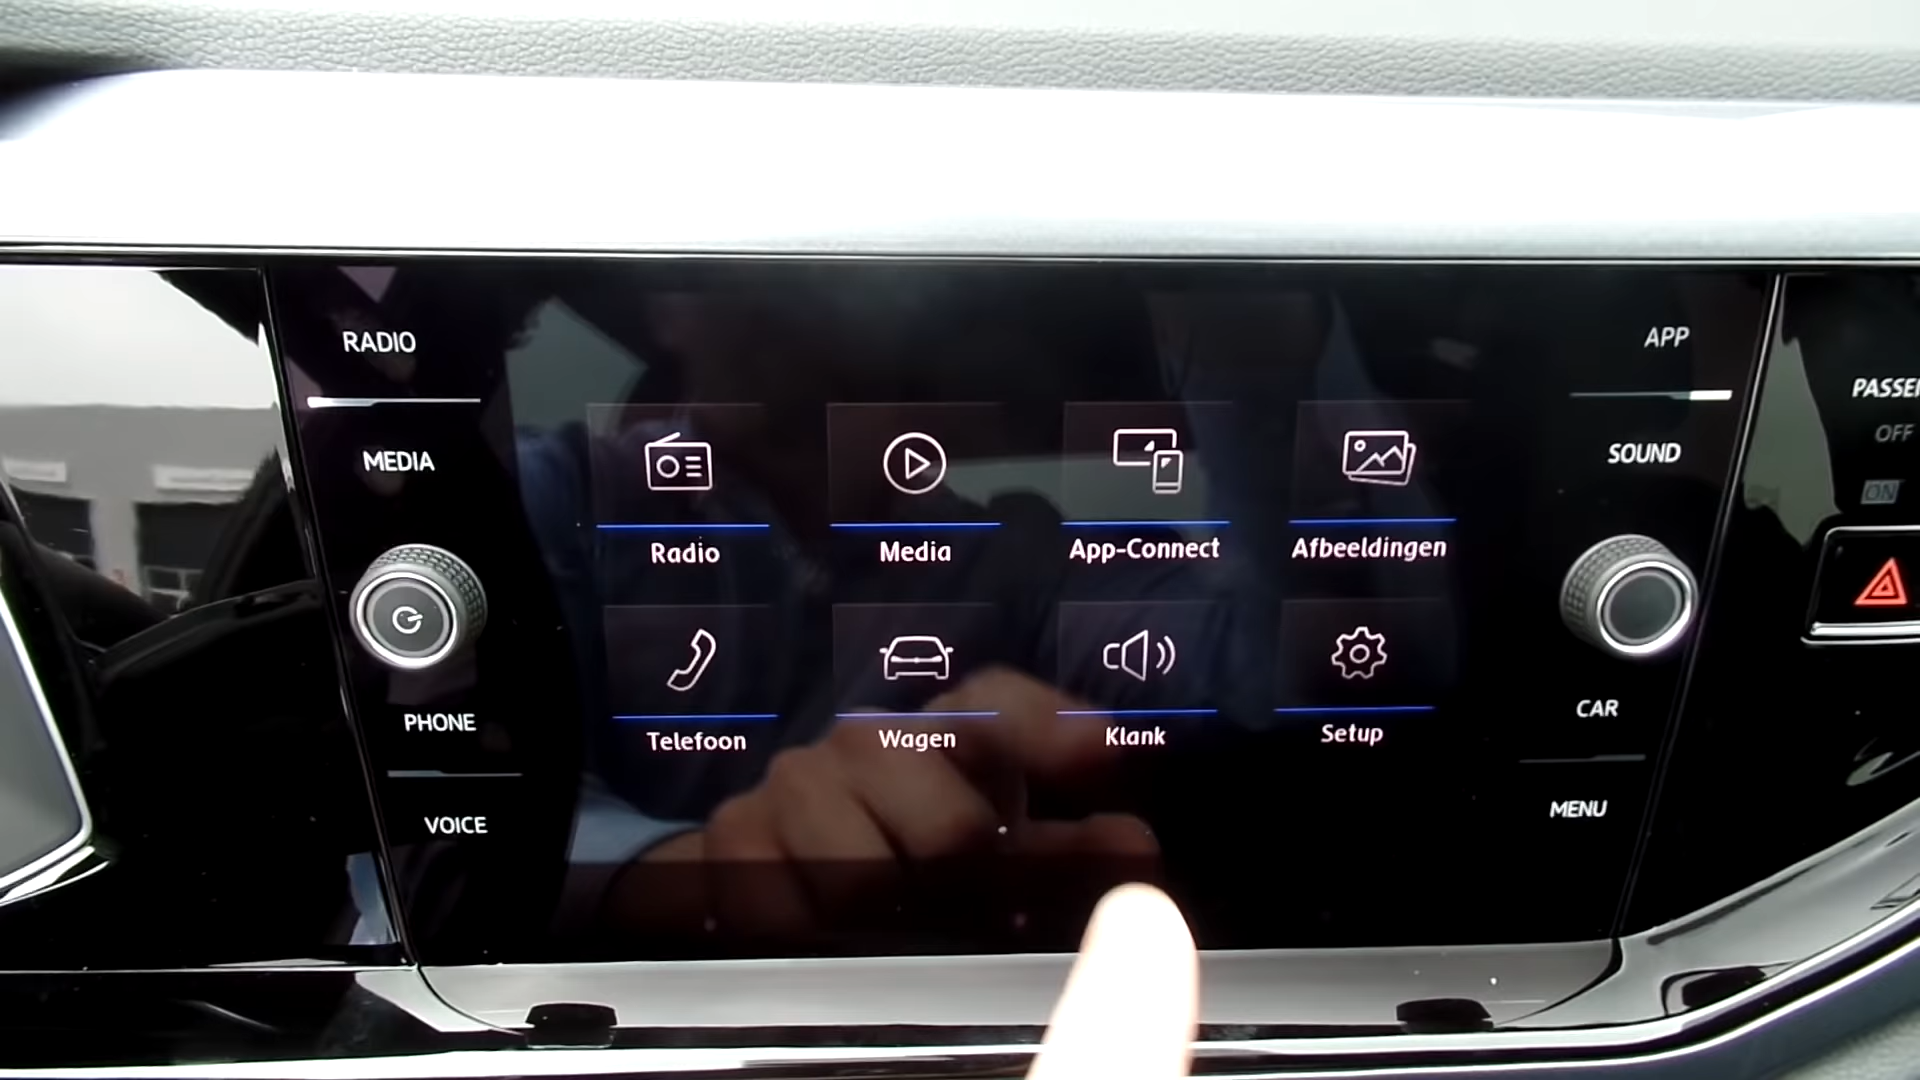 RADIO
MEDIA
PHONE
VOICE
Radio
Media
App-Connect
Afbeeldingen
Telefoon
Wagen
Klank
Setup
APP
SOUND
CAR
MENU
OFF
ON